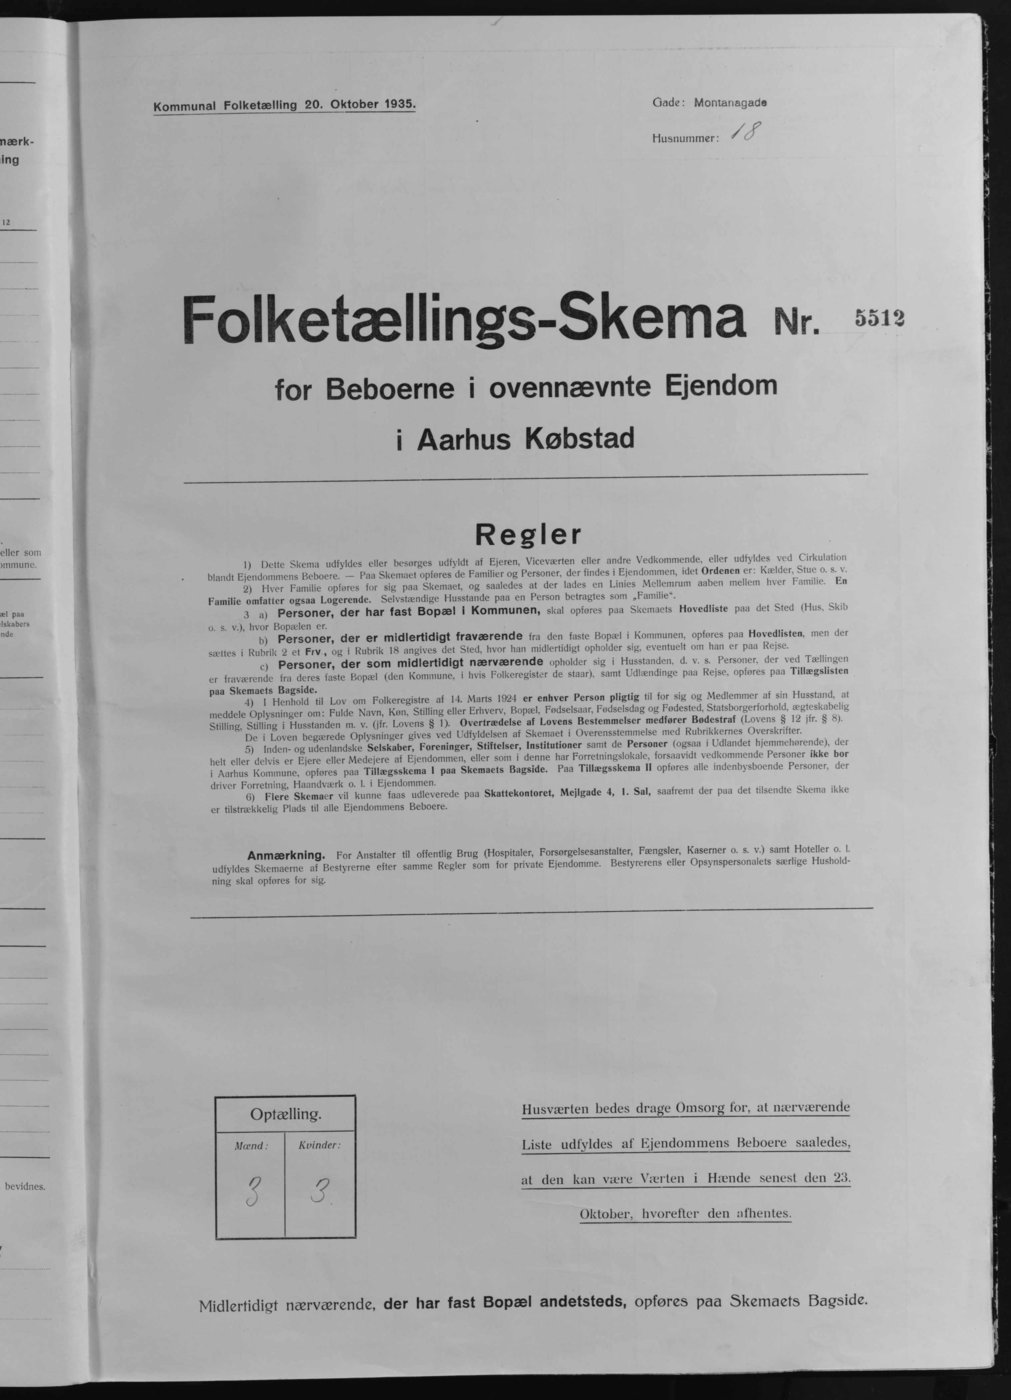 mærk-
ing
12
eller som
ommune.
æl paa
elskabers
nde
bevidnes.
Kommunal Folketælling 20. Oktober 1935.
Gade: Montanagade
Husnummer: 18
Folketællings-Skema Nr. 5512
for Beboerne i ovennævnte Ejendom
i Aarhus Købstad
Regler
1) Dette Skema udfyldes eller besørges udfyldt af Ejeren, Viceværten eller andre Vedkommende, eller udfyldes ved Cirkulation
blandt Ejendommens Beboere. — Paa Skemaet opføres de Familier og Personer, der findes i Ejendommen, idet Ordenen er: Kælder, Stue o. s. v.
2) Hver Familie opføres for sig paa Skemaet, og saaledes at der lades en Linies Mellemrum aaben mellem hver Familie. En
Familie omfatter ogsaa Logerende. Selvstændige Husstande paa en Person betragtes som „Familie".
3 a) Personer, der har fast Bopæl i Kommunen, skal opføres paa Skemaets Hovedliste paa det Sted (Hus, Skib
o. s. v.), hvor Bopælen er.
b) Personer, der er midlertidigt fraværende fra den faste Bopæl i Kommunen, opføres paa Hovedlisten, men der
sættes i Rubrik 2 et Frv., og i Rubrik 18 angives det Sted, hvor han midlertidigt opholder sig, eventuelt om han er paa Rejse.
c) Personer, der som midlertidigt nærværende opholder sig i Husstanden, d. v. s. Personer, der ved Tællingen
er fraværende fra deres faste Bopæl (den Kommune, i hvis Folkeregister de staar), samt Udlændinge paa Rejse, opføres paa Tillægslisten
paa Skemaets Bagside.
4) I Henhold til Lov om Folkeregistre af 14. Marts 1924 er enhver Person pligtig til for sig og Medlemmer af sin Husstand, at
meddele Oplysninger om: Fulde Navn, Køn, Stilling eller Erhverv, Bopæl, Fødselsaar, Fødselsdag og Fødested, Statsborgerforhold, ægteskabelig
Stilling, Stilling i Husstanden m. v. (jfr. Lovens § 1). Overtrædelse af Lovens Bestemmelser medfører Bødestraf (Lovens § 12 jfr. § 8).
De i Loven begærede Oplysninger gives ved Udfyldelsen af Skemaet i Overensstemmelse med Rubrikkernes Overskrifter.
5) Inden- og udenlandske Selskaber, Foreninger, Stiftelser, Institutioner samt de Personer (ogsaa i Udlandet hjemmehørende), der
helt eller delvis er Ejere eller Medejere af Ejendommen, eller som i denne har Forretningslokale, forsaavidt vedkommende Personer ikke bor
i Aarhus Kommune, opføres paa Tillægsskema I paa Skemaets Bagside. Paa Tillægsskema II opføres alle indenbysboende Personer, der
driver Forretning, Haandværk o. l. i Ejendommen.
6) Flere Skemaer vil kunne faas udleverede paa Skattekontoret, Mejlgade 4, 1. Sal, saafremt der paa det tilsendte Skema ikke
er tilstrækkelig Plads til alle Ejendommens Beboere.
Anmærkning. For Anstalter til offentlig Brug (Hospitaler, Forsørgelsesanstalter, Fængsler, Kaserner o. s. v.) samt Hoteller o. l.
udfyldes Skemaerne af Bestyrerne efter samme Regler som for private Ejendomme. Bestyrerens eller Opsynspersonalets særlige Hushold-
ning skal opføres for sig.
Optælling.
Mænd: Kvinder:
3 3
Husværten bedes drage Omsorg for, at nærværende
Liste udfyldes af Ejendommens Beboere saaledes,
at den kan være Værten i Hænde senest den 23.
Oktober, hvorefter den afhentes.
Midlertidigt nærværende, der har fast Bopæl andetsteds, opføres paa Skemaets Bagside.